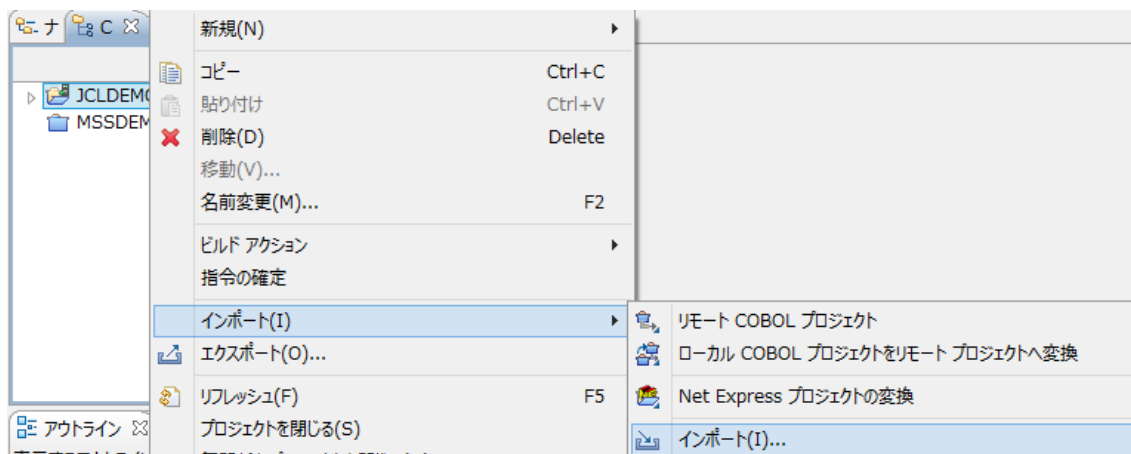 ナ C
新規(N)
コピー Ctrl+C
JCLDEMO
貼り付け Ctrl+V
MSSDEM
削除(D) Delete
移動(V)...
名前変更(M)... F2
ビルド アクション
指令の確定
インポート(I)
リモート COBOL プロジェクト
エクスポート(O)...
ローカル COBOL プロジェクトをリモート プロジェクトへ変換
リフレッシュ(F) F5
Net Express プロジェクトの変換
アウトライン
プロジェクトを閉じる(S)
インポート(I)...